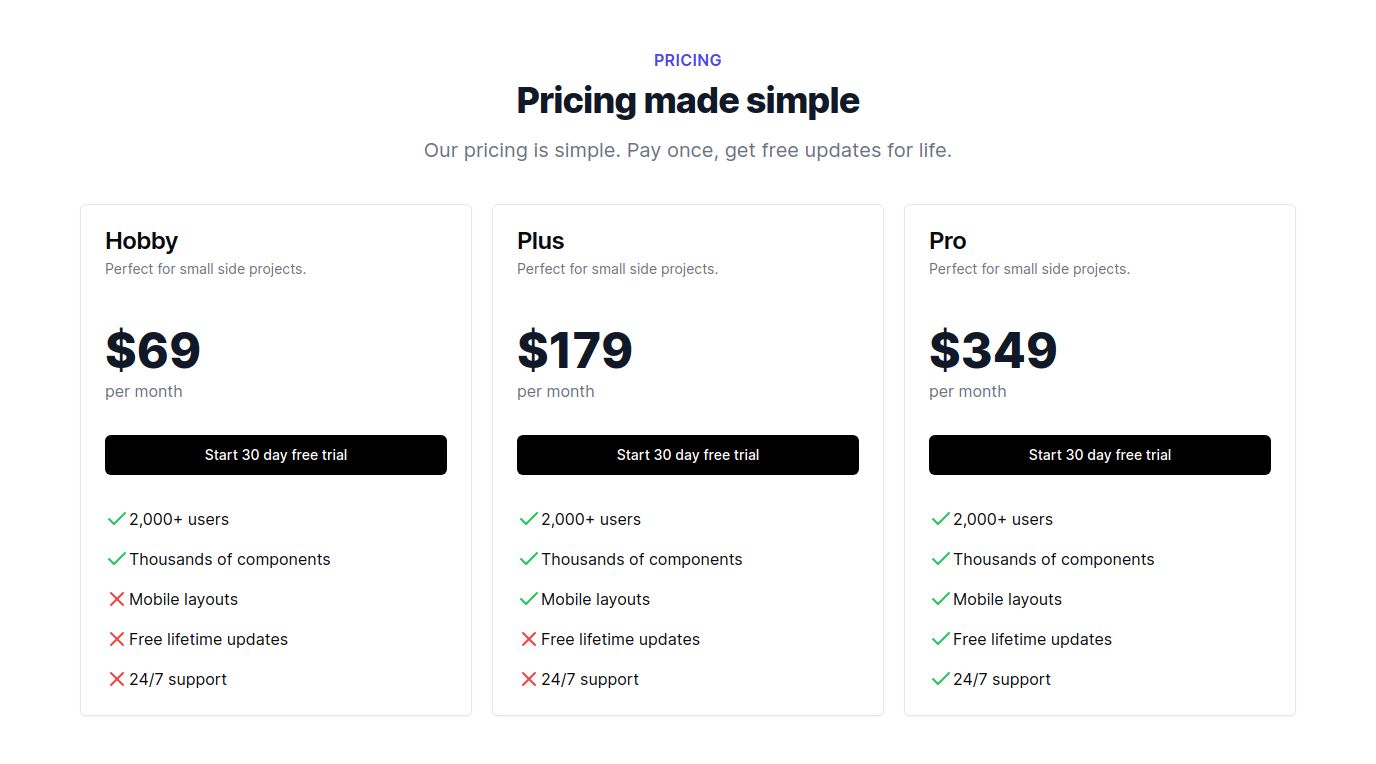 PRICING
Pricing made simple
Our pricing is simple. Pay once, get free updates for life.
Hobby
Perfect for small side projects.
$69
per month
Start 30 day free trial
2,000+ users
Thousands of components
Mobile layouts
Free lifetime updates
24/7 support
Plus
Perfect for small side projects.
$179
per month
Start 30 day free trial
2,000+ users
Thousands of components
Mobile layouts
Free lifetime updates
24/7 support
Pro
Perfect for small side projects.
$349
per month
Start 30 day free trial
2,000+ users
Thousands of components
Mobile layouts
Free lifetime updates
24/7 support